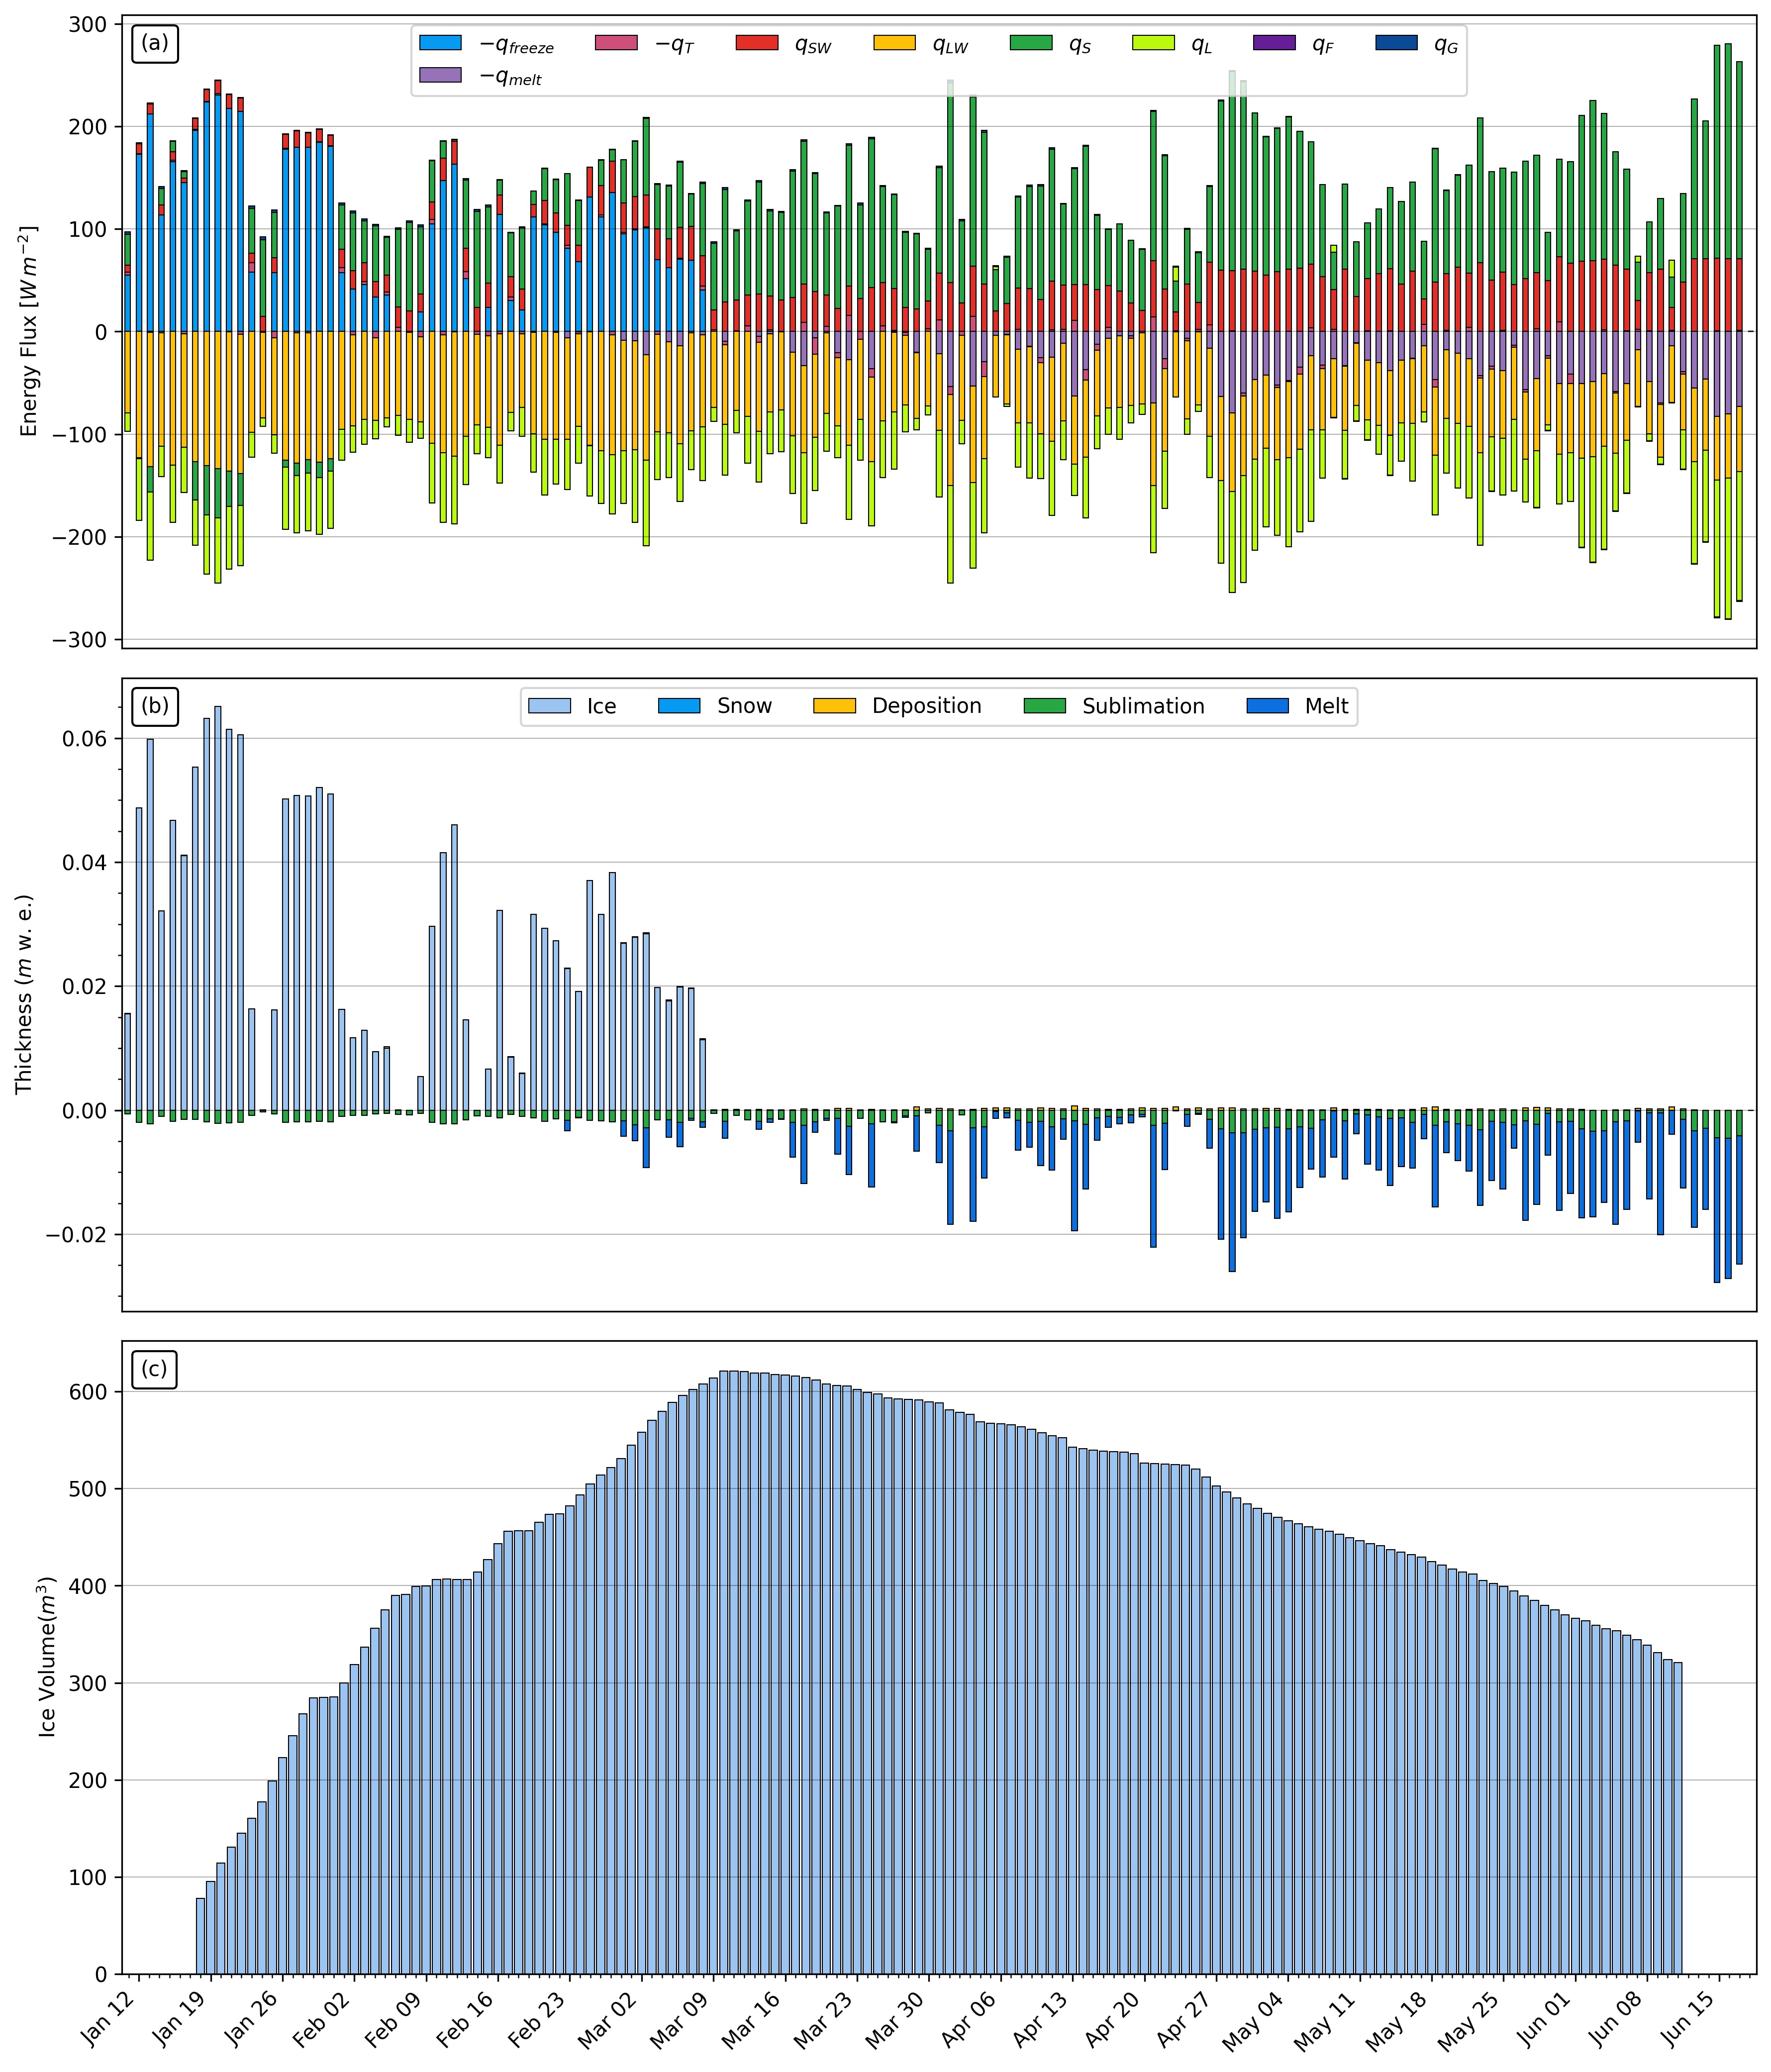 (a)
−q_freeze −q_T q_SW q_LW q_S q_L q_F q_G
−q_melt
300
200
100
0
−100
−200
−300
Energy Flux [W m⁻²]
(b)
Ice Snow Deposition Sublimation Melt
0.06
0.04
0.02
0.00
−0.02
Thickness (m w. e.)
(c)
600
500
400
300
200
100
0
Ice Volume(m³)
Jan 12
Jan 19
Jan 26
Feb 02
Feb 09
Feb 16
Feb 23
Mar 02
Mar 09
Mar 16
Mar 23
Mar 30
Apr 06
Apr 13
Apr 20
Apr 27
May 04
May 11
May 18
May 25
Jun 01
Jun 08
Jun 15